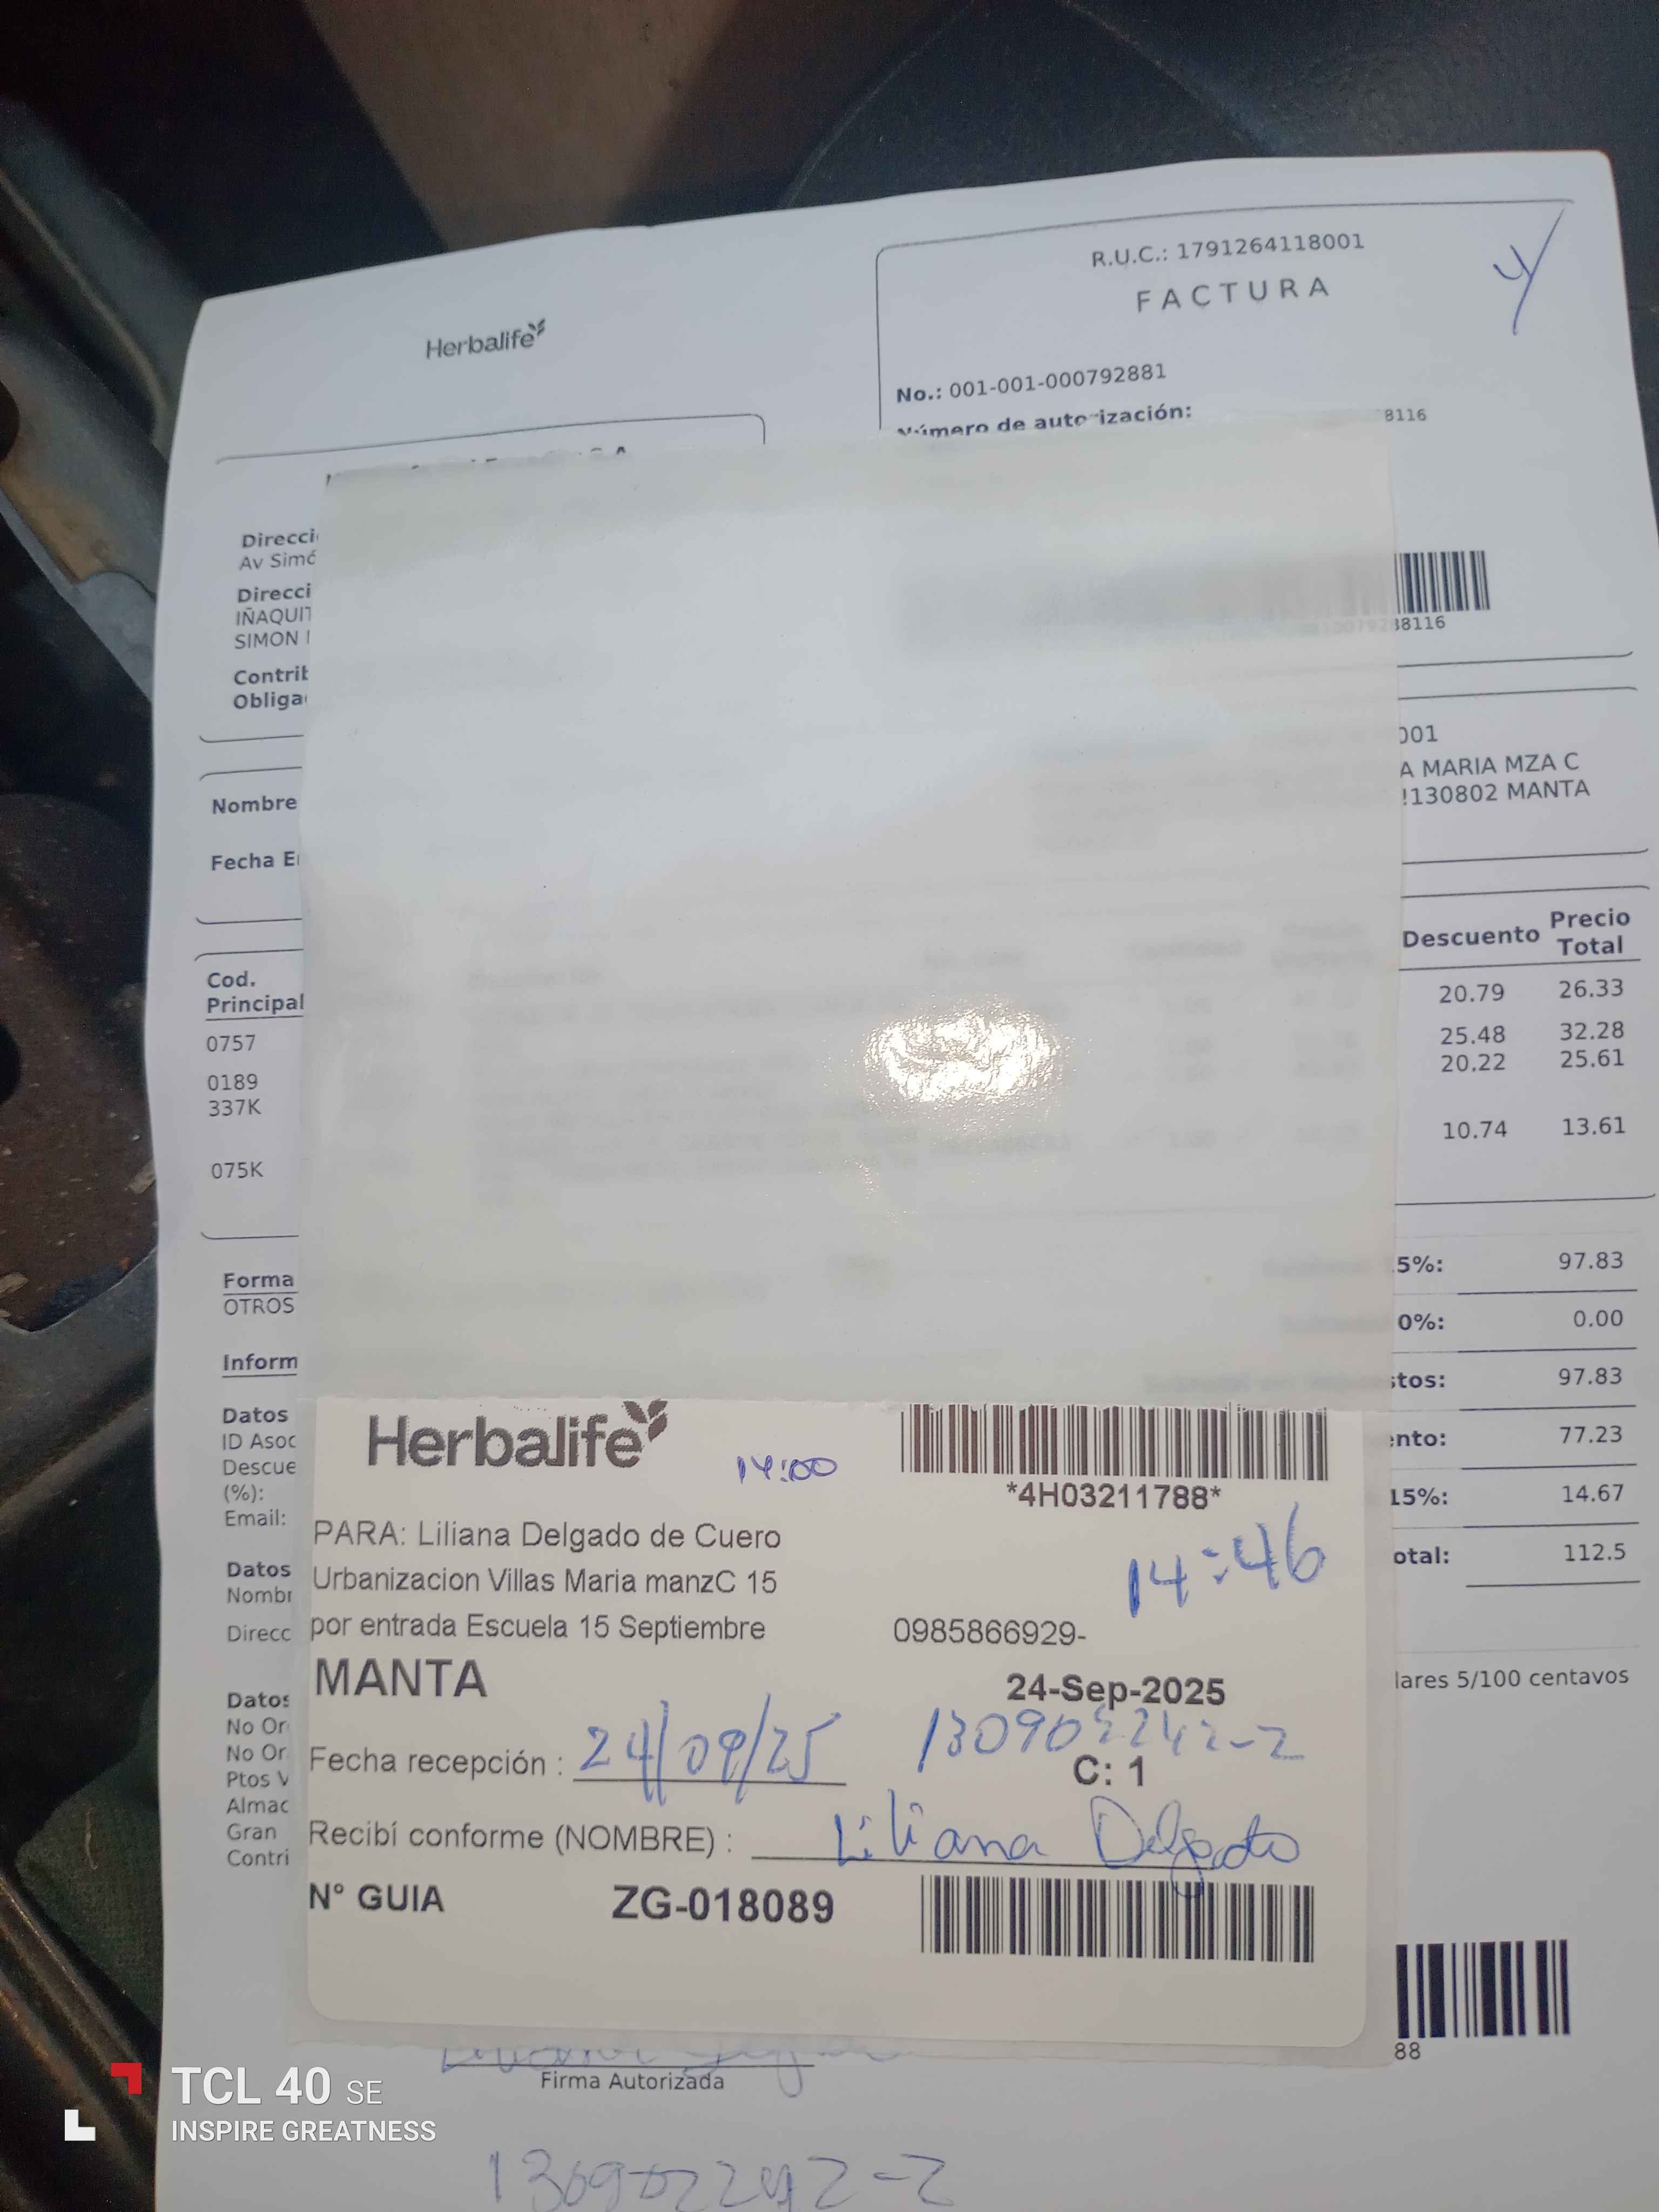 R.U.C.: 1791264118001
FACTURA
Herbalife
No.: 001-001-000792881
Número de autorización:
8116
Direcci
Av Simó
Direcci
IÑAQUIT
SIMON
88116
Contrib
Obliga
001
A MARIA MZA C
130802 MANTA
Nombre
Fecha E
Descuento Precio Total
Cod. Principal
20.79 26.33
0757
25.48 32.28
0189
20.22 25.61
337K
10.74 13.61
075K
5%: 97.83
Forma
OTROS
0%: 0.00
Inform
stos: 97.83
Datos
ID Asoc
ento: 77.23
Descue
(%):
15%: 14.67
Email:
otal: 112.5
Datos
Nombr
Direcc
lares 5/100 centavos
Datos
No Or
No Or
Ptos V
Almac
Gran
Contri
Herbalife
14:00
*4H03211788*
PARA: Liliana Delgado de Cuero
14:46
Urbanizacion Villas Maria manzC 15
por entrada Escuela 15 Septiembre 0985866929-
MANTA
24-Sep-2025
Fecha recepción : 24/09/25
C: 1
Recibí conforme (NOMBRE) : Liliana Delgado
N° GUIA ZG-018089
88
Firma Autorizada
130902242-2
TCL 40 SE
INSPIRE GREATNESS